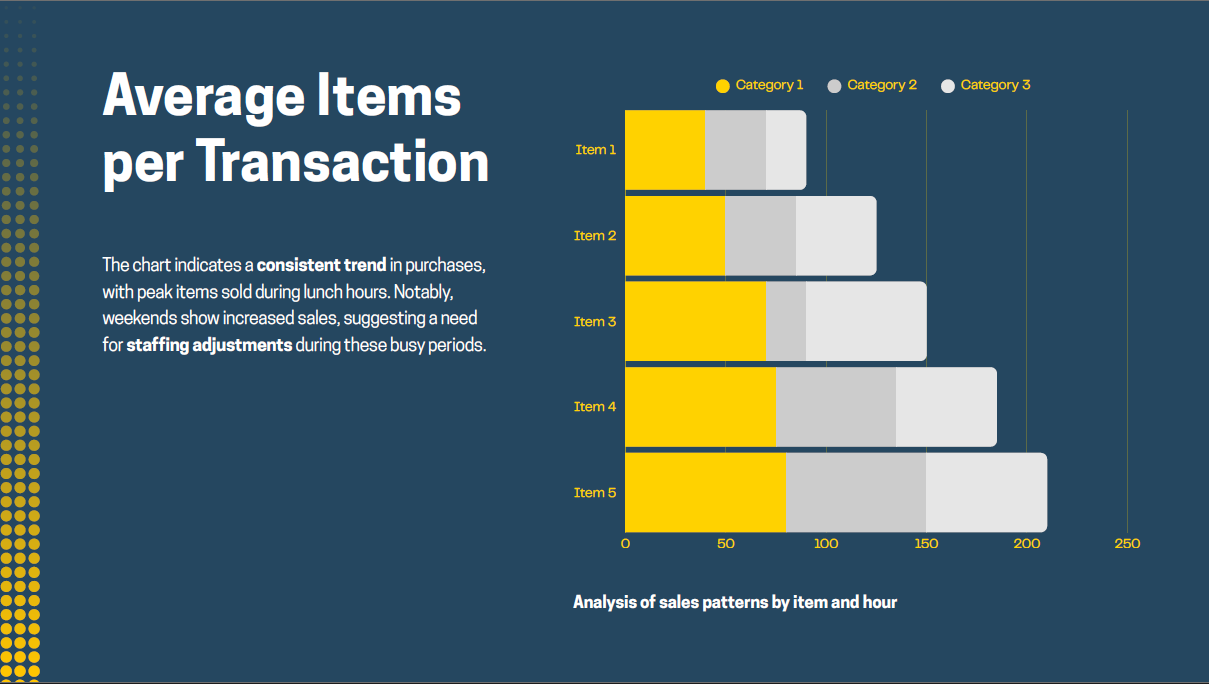 Average Items
per Transaction
The chart indicates a consistent trend in purchases,
with peak items sold during lunch hours. Notably,
weekends show increased sales, suggesting a need
for staffing adjustments during these busy periods.
Category 1 Category 2 Category 3
Item 1
Item 2
Item 3
Item 4
Item 5
0 50 100 150 200 250
Analysis of sales patterns by item and hour